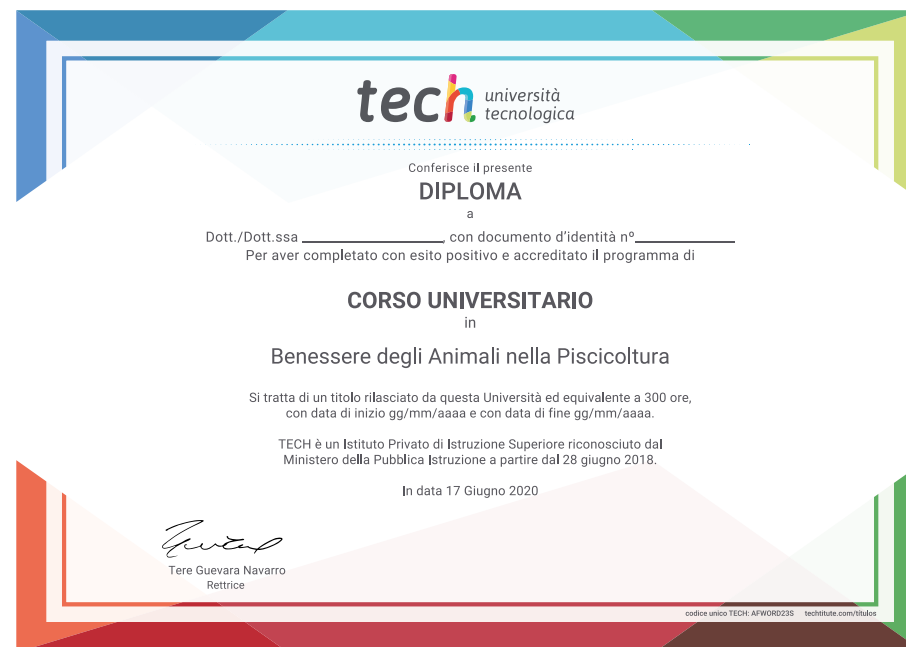 tech università
tecnologica
Conferisce il presente
DIPLOMA
a
Dott./Dott.ssa ____________________, con documento d'identità nº______________
Per aver completato con esito positivo e accreditato il programma di
CORSO UNIVERSITARIO
in
Benessere degli Animali nella Piscicoltura
Si tratta di un titolo rilasciato da questa Università ed equivalente a 300 ore,
con data di inizio gg/mm/aaaa e con data di fine gg/mm/aaaa.
TECH è un Istituto Privato di Istruzione Superiore riconosciuto dal
Ministero della Pubblica Istruzione a partire dal 28 giugno 2018.
In data 17 Giugno 2020
Tere Guevara Navarro
Rettrice
codice unico TECH: AFWORD23S techtitute.com/titulos